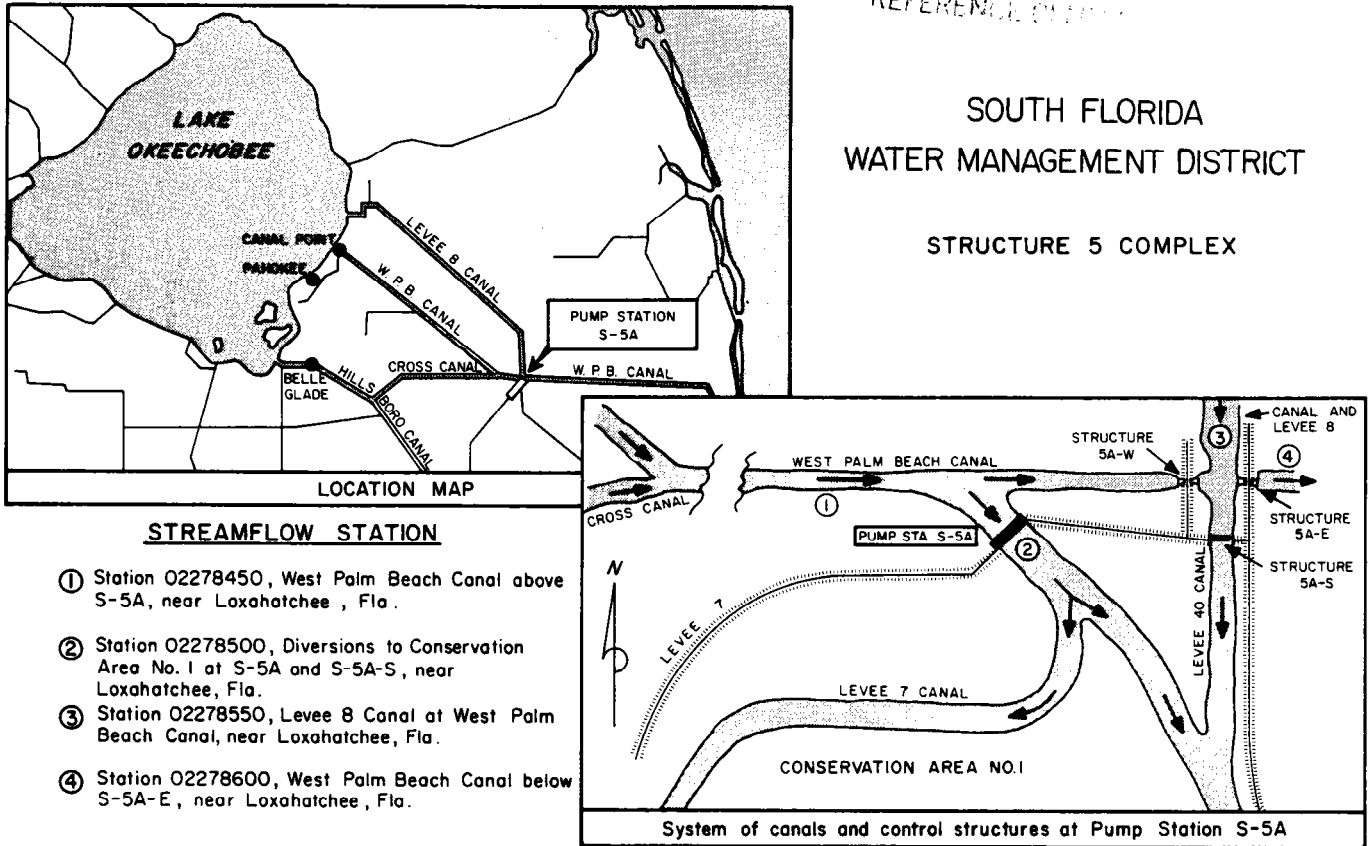 SOUTH FLORIDA
WATER MANAGEMENT DISTRICT
STRUCTURE 5 COMPLEX
LAKE
OKEECHOBEE
CANAL POINT
PAHOKEE
LEVEE 8 CANAL
W. P. B. CANAL
PUMP STATION
S-5A
CROSS CANAL
W. P. B. CANAL
BELLE
GLADE
HILLSBORO CANAL
LOCATION MAP
STREAMFLOW STATION
① Station 02278450, West Palm Beach Canal above
S-5A, near Loxahatchee, Fla.
② Station 02278500, Diversions to Conservation
Area No. 1 at S-5A and S-5A-S, near
Loxahatchee, Fla.
③ Station 02278550, Levee 8 Canal at West Palm
Beach Canal, near Loxahatchee, Fla.
④ Station 02278600, West Palm Beach Canal below
S-5A-E, near Loxahatchee, Fla.
CANAL AND
LEVEE 8
③
④
STRUCTURE
5A-W
WEST PALM BEACH CANAL
①
CROSS CANAL
STRUCTURE
5A-E
PUMP STA S-5A
②
STRUCTURE
5A-S
N
LEVEE 7
LEVEE 40 CANAL
LEVEE 7 CANAL
CONSERVATION AREA NO. 1
System of canals and control structures at Pump Station S-5A